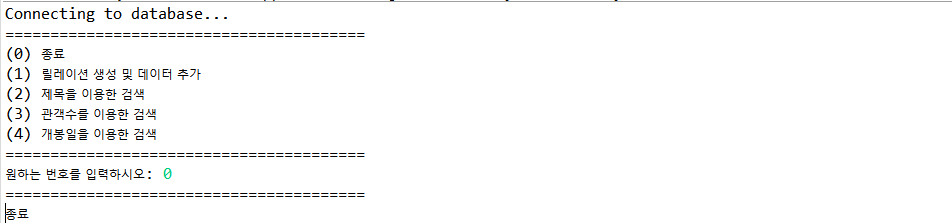 Connecting to database...
========================================
(0) 종료
(1) 릴레이션 생성 및 데이터 추가
(2) 제목을 이용한 검색
(3) 관객수를 이용한 검색
(4) 개봉일을 이용한 검색
========================================
원하는 번호를 입력하시오: 0
========================================
종료